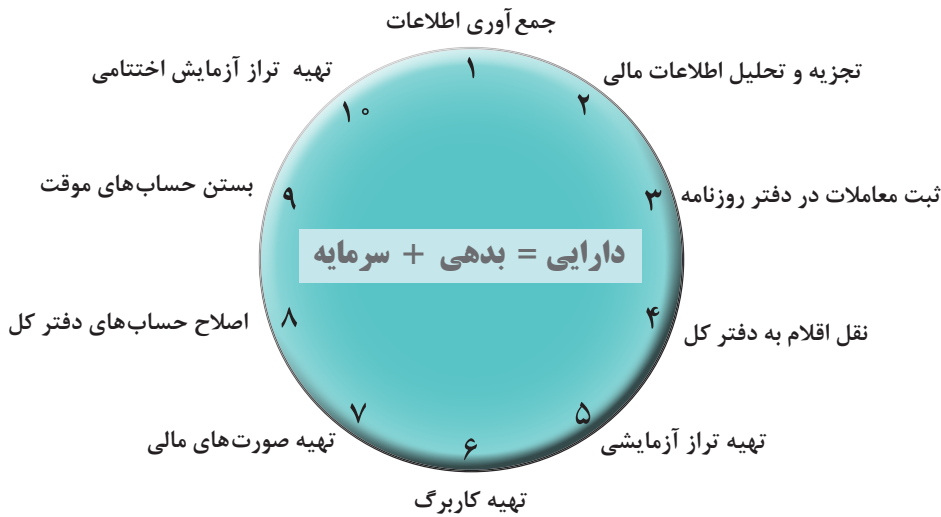 جمع‌آوری اطلاعات
۱
تجزیه و تحلیل اطلاعات مالی
۲
ثبت معاملات در دفتر روزنامه
۳
نقل اقلام به دفتر کل
۴
تهیه تراز آزمایشی
۵
تهیه کاربرگ
۶
تهیه صورت‌های مالی
۷
اصلاح حساب‌های دفتر کل
۸
بستن حساب‌های موقت
۹
تهیه تراز آزمایش اختتامی
۱۰
دارایی = بدهی + سرمایه